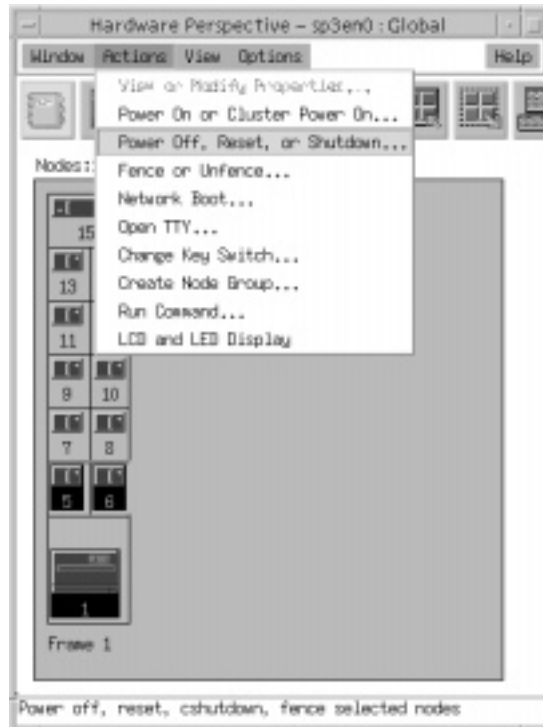 Hardware Perspective - sp3en0 : Global
Window Actions View Options Help
View or Modify Properties...
Power On or Cluster Power On...
Power Off, Reset, or Shutdown...
Nodes:
Fence or Unfence...
Network Boot...
Open TTY...
Change Key Switch...
Create Node Group...
Run Command...
LCD and LED Display
15
13
11
9 10
7 8
5 6
1
Frame 1
Power off, reset, cshutdown, fence selected nodes